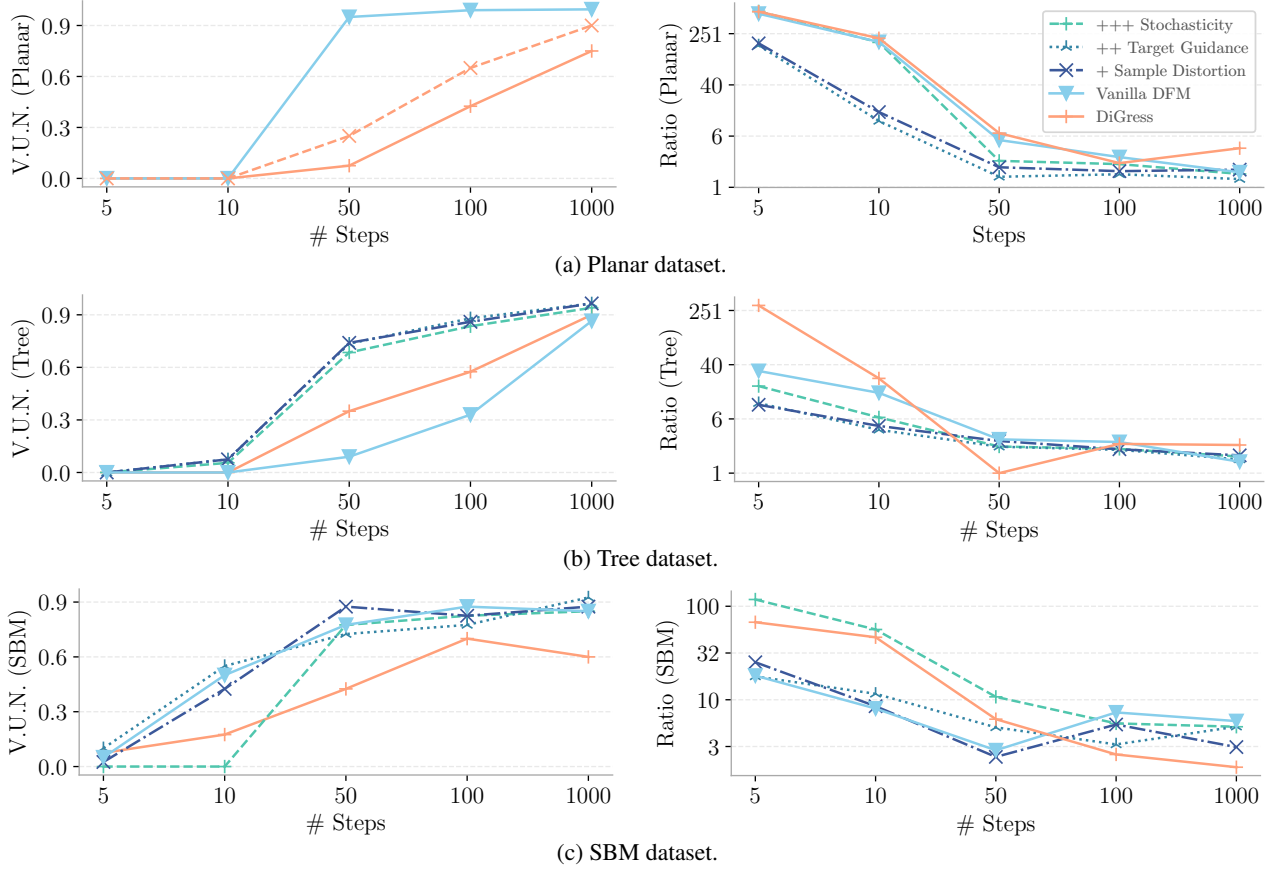 V.U.N. (Planar)
0.9
0.6
0.3
0.0
5 10 50 100 1000
# Steps
Ratio (Planar)
251
40
6
1
5 10 50 100 1000
Steps
+++ Stochasticity
++ Target Guidance
+ Sample Distortion
Vanilla DFM
DiGress
(a) Planar dataset.
V.U.N. (Tree)
0.9
0.6
0.3
0.0
5 10 50 100 1000
# Steps
Ratio (Tree)
251
40
6
1
5 10 50 100 1000
# Steps
(b) Tree dataset.
V.U.N. (SBM)
0.9
0.6
0.3
0.0
5 10 50 100 1000
# Steps
Ratio (SBM)
100
32
10
3
5 10 50 100 1000
# Steps
(c) SBM dataset.